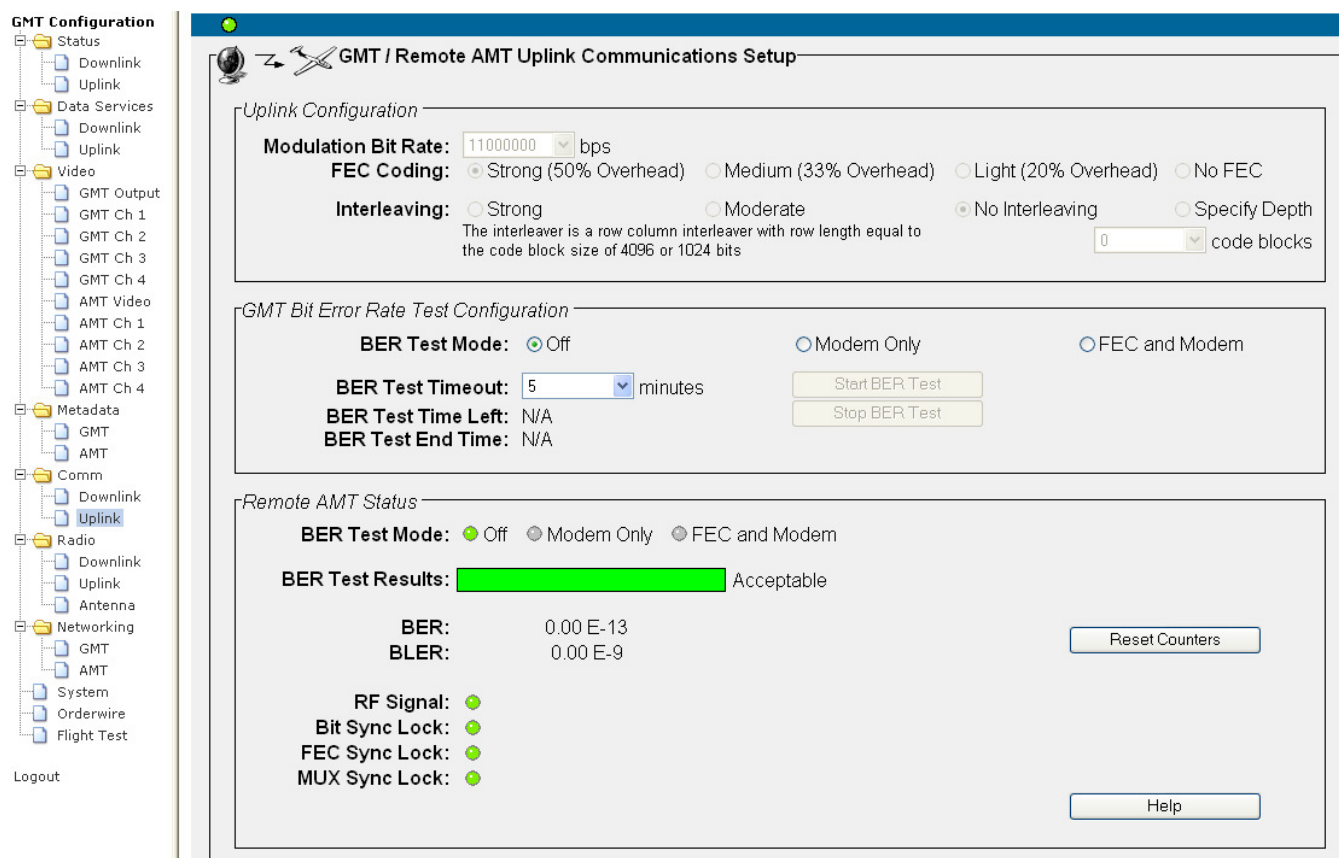 GMT Configuration
Status
Downlink
Uplink
Data Services
Downlink
Uplink
Video
GMT Output
GMT Ch 1
GMT Ch 2
GMT Ch 3
GMT Ch 4
AMT Video
AMT Ch 1
AMT Ch 2
AMT Ch 3
AMT Ch 4
Metadata
GMT
AMT
Comm
Downlink
Uplink
Radio
Downlink
Uplink
Antenna
Networking
GMT
AMT
System
Orderwire
Flight Test
Logout
GMT / Remote AMT Uplink Communications Setup
Uplink Configuration
Modulation Bit Rate: 11000000 bps
FEC Coding: Strong (50% Overhead) Medium (33% Overhead) Light (20% Overhead) No FEC
Interleaving: Strong Moderate No Interleaving Specify Depth
The interleaver is a row column interleaver with row length equal to
the code block size of 4096 or 1024 bits
0 code blocks
GMT Bit Error Rate Test Configuration
BER Test Mode: Off Modem Only FEC and Modem
BER Test Timeout: 5 minutes Start BER Test
BER Test Time Left: N/A Stop BER Test
BER Test End Time: N/A
Remote AMT Status
BER Test Mode: Off Modem Only FEC and Modem
BER Test Results: Acceptable
BER: 0.00 E-13
BLER: 0.00 E-9
Reset Counters
RF Signal:
Bit Sync Lock:
FEC Sync Lock:
MUX Sync Lock:
Help